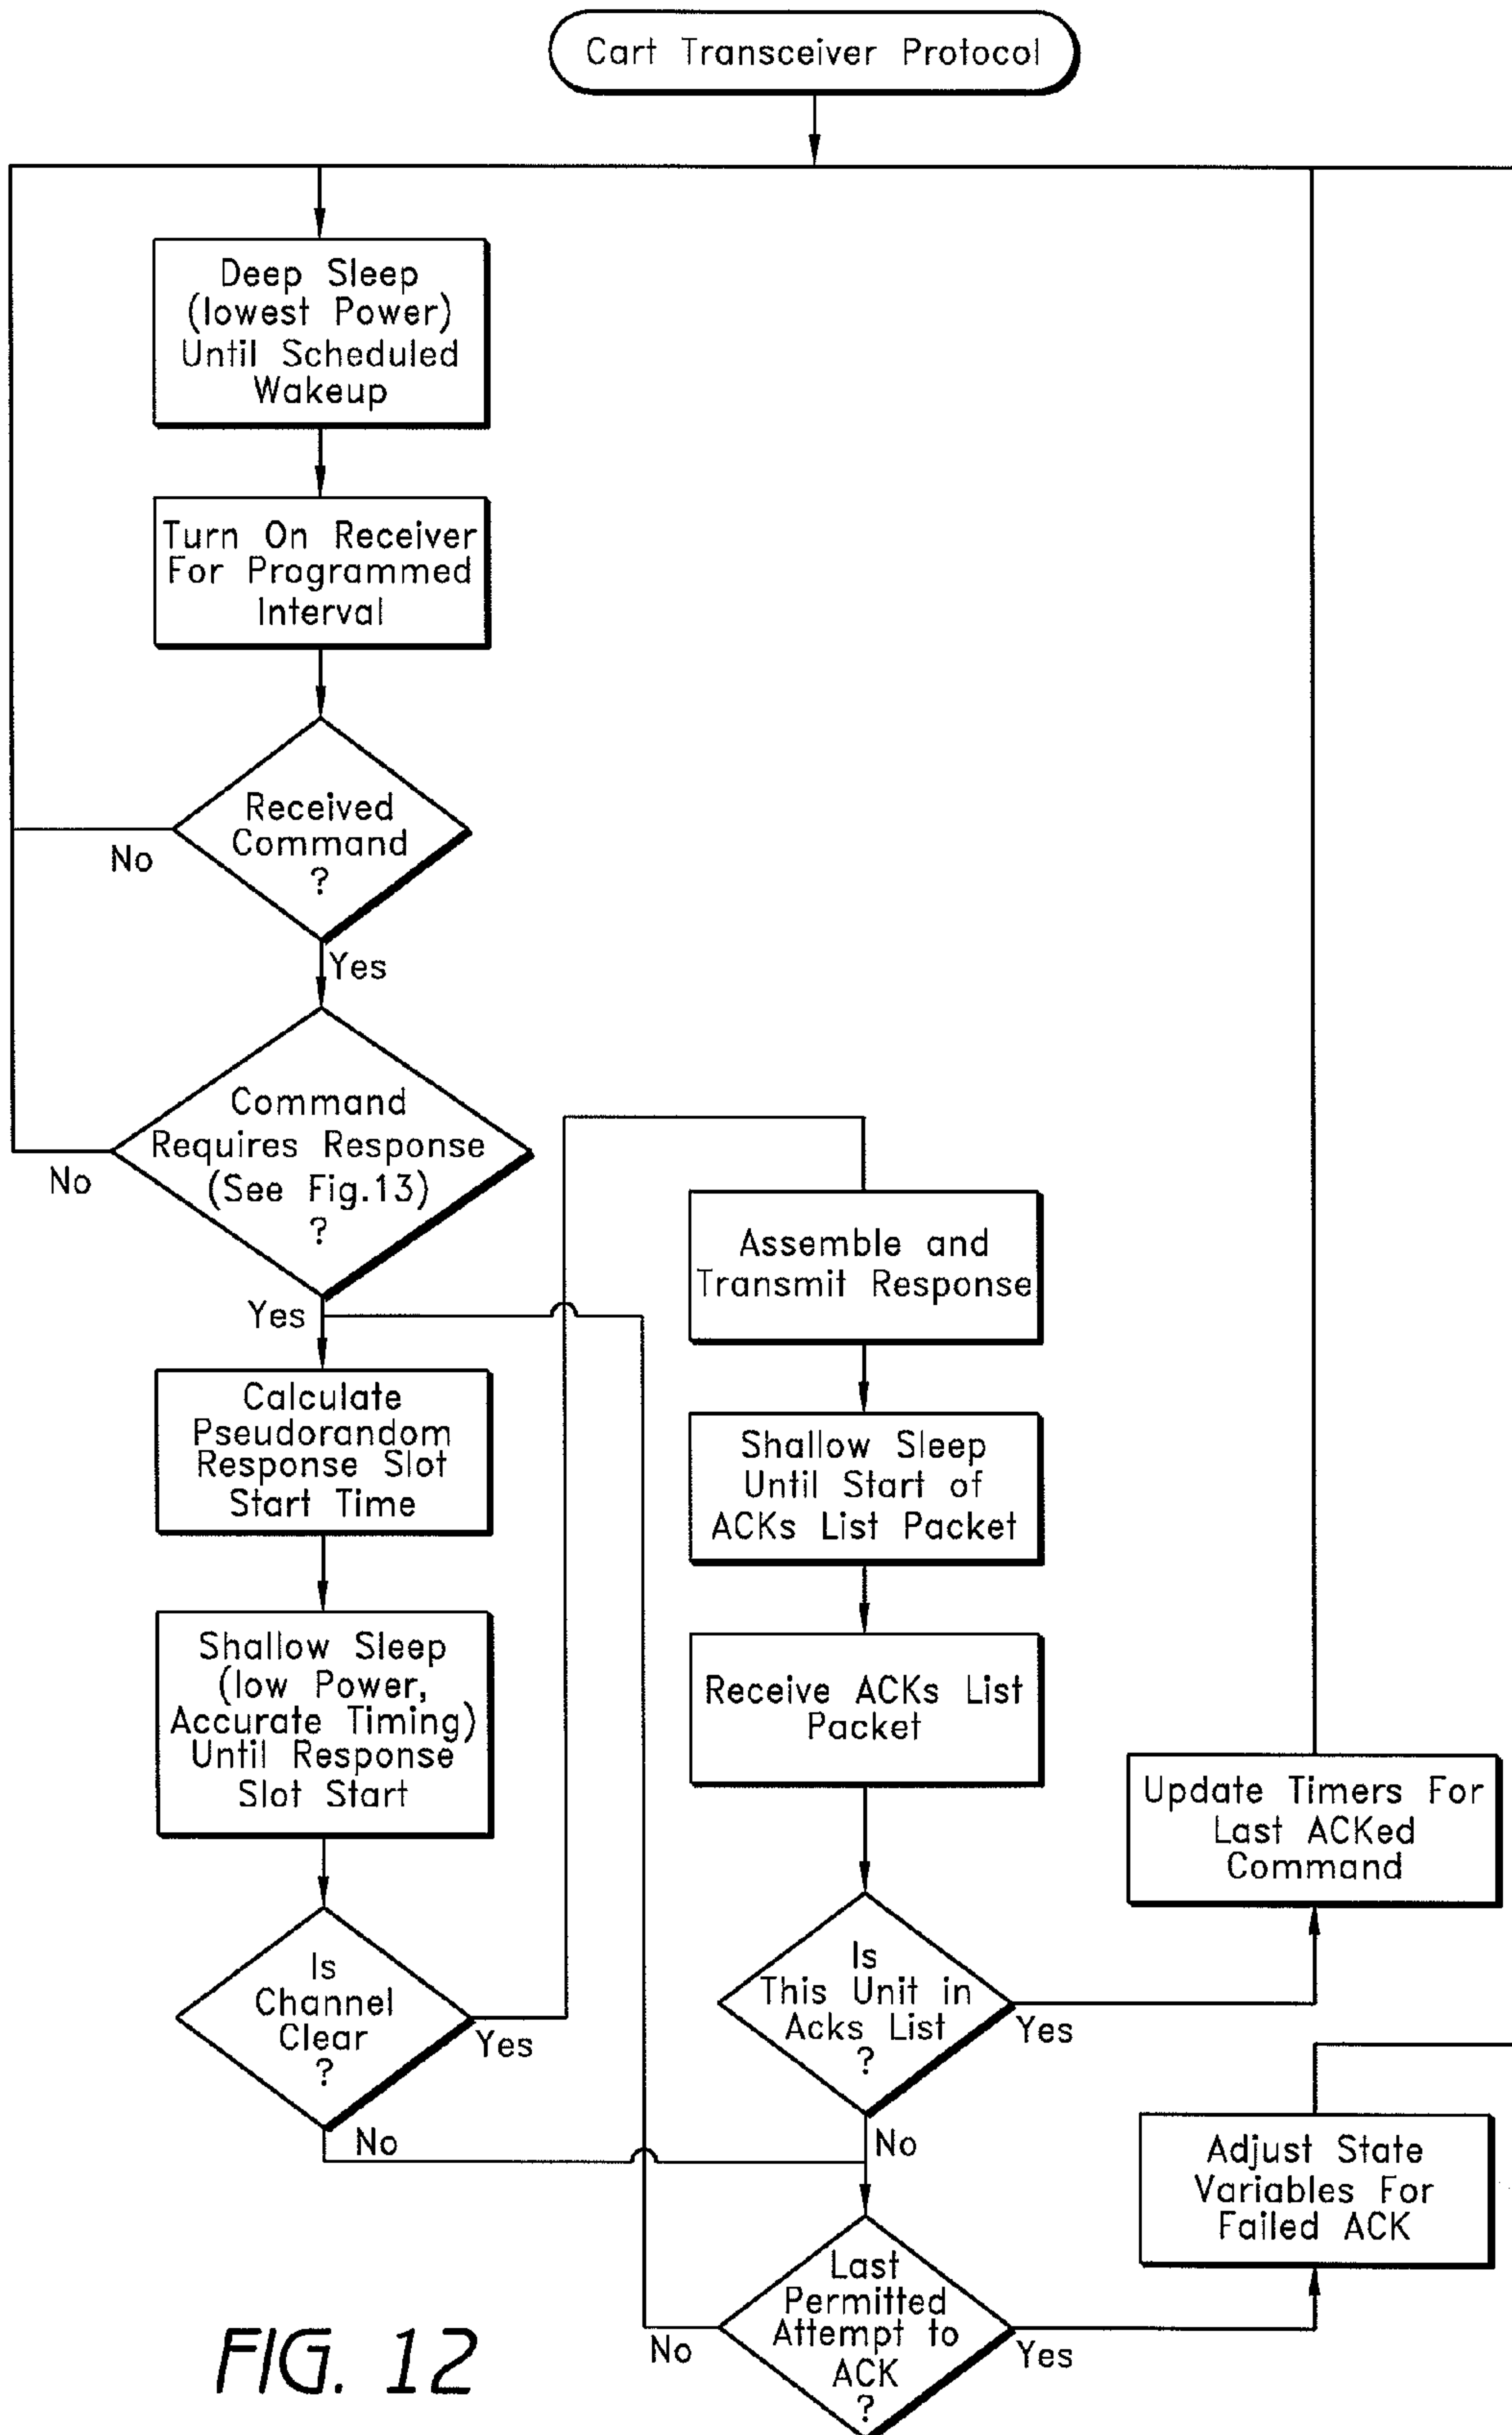 Cart Transceiver Protocol
Deep Sleep
(lowest Power)
Until Scheduled
Wakeup
Turn On Receiver
For Programmed
Interval
Received
Command
?
No
Yes
Command
Requires Response
(See Fig.13)
?
No
Yes
Calculate
Pseudorandom
Response Slot
Start Time
Shallow Sleep
(low Power,
Accurate Timing)
Until Response
Slot Start
Is
Channel
Clear
?
Yes
No
Assemble and
Transmit Response
Shallow Sleep
Until Start of
ACKs List Packet
Receive ACKs List
Packet
Is
This Unit in
Acks List
?
Yes
No
Update Timers For
Last ACKed
Command
Last
Permitted
Attempt to
ACK
?
No
Yes
Adjust State
Variables For
Failed ACK
FIG. 12